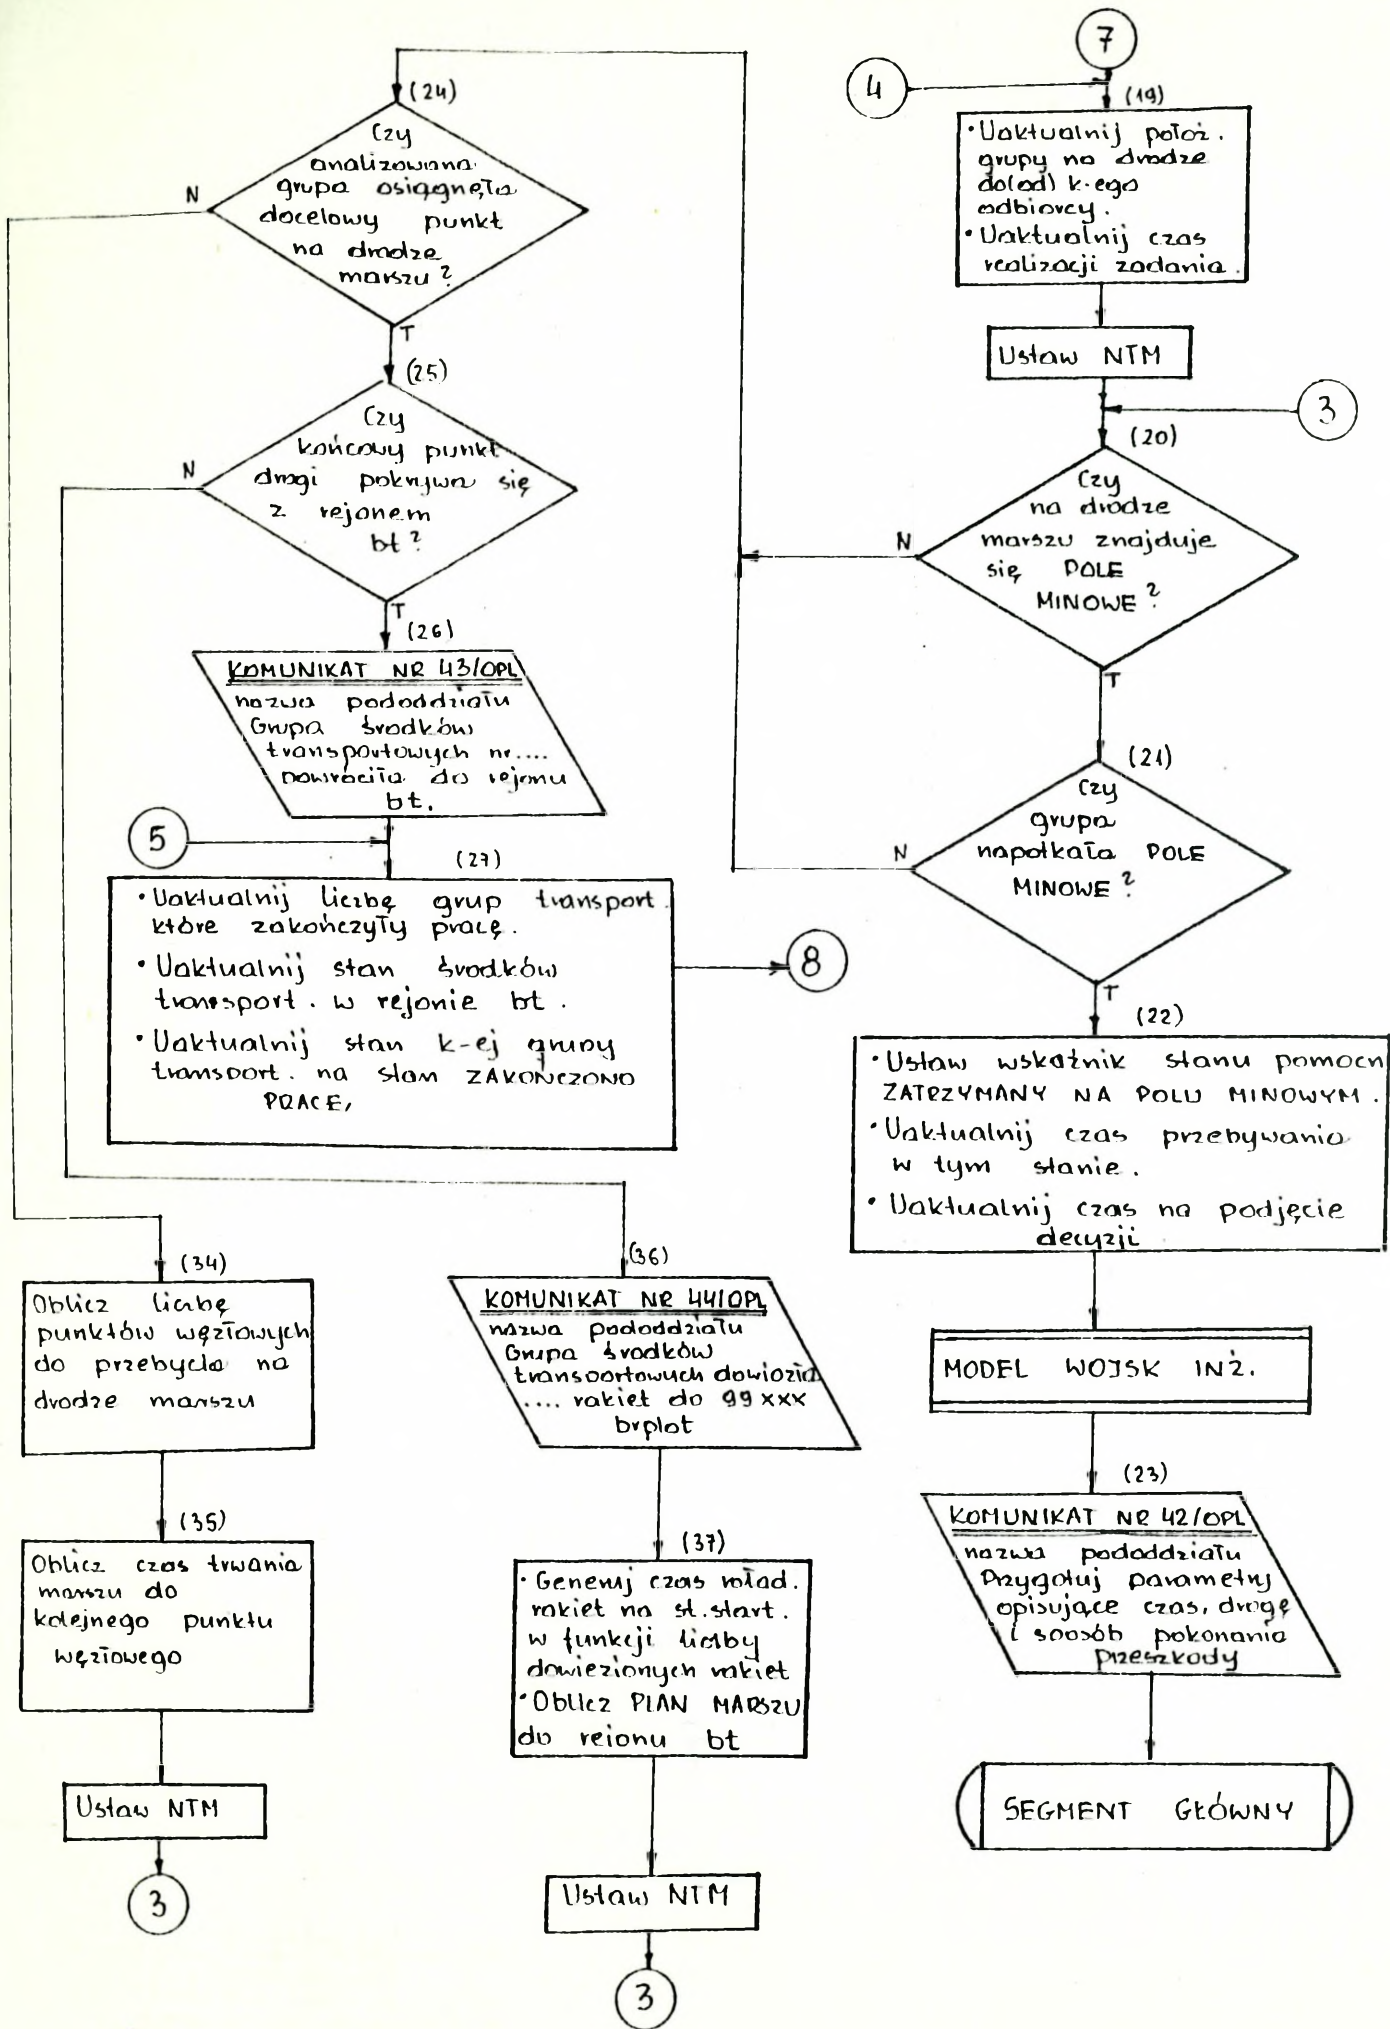 7
4
(19)
• Uaktualnij położ.
grupy na drodze
do(od) k-ego
odbiorcy.
• Uaktualnij czas
realizacji zadania.
Ustaw NTM
3
(20)
Czy
na drodze
marszu znajduje
się POLE
MINOWE?
N
T
(21)
Czy
grupa
napotkała POLE
MINOWE?
N
T
(22)
• Ustaw wskaźnik stanu pomocn
ZATRZYMANY NA POLU MINOWYM.
• Uaktualnij czas przebywania
w tym stanie.
• Uaktualnij czas na podjęcie
decyzji
MODEL WOJSK INŻ.
(23)
KOMUNIKAT NR 42/OPL
nazwa pododdziału
Przygotuj parametry
opisujące czas, drogę
i sposób pokonania
przeszkody
SEGMENT GŁÓWNY
(24)
Czy
analizowana
grupa osiągnęła
docelowy punkt
na drodze
marszu?
N
T
(25)
Czy
końcowy punkt
drogi pokrywa się
z rejonem
bt?
N
T
(26)
KOMUNIKAT NR 43/OPL
nazwa pododdziału
Grupa środków
transportowych nr....
powróciła do rejonu
bt.
5
(27)
• Uaktualnij liczbę grup transport.
które zakończyły pracę.
• Uaktualnij stan środków
transport. w rejonie bt.
• Uaktualnij stan k-ej grupy
transport. na stan ZAKOŃCZONO
PRACĘ,
8
(34)
Oblicz liczbę
punktów węzłowych
do przebycia na
drodze marszu
(35)
Oblicz czas trwania
marszu do
kolejnego punktu
węzłowego
Ustaw NTM
3
(36)
KOMUNIKAT NR 44/OPL
nazwa pododdziału
Grupa środków
transportowych dowiozła
.... rakiet do 99xxx
brplot
(37)
• Generuj czas rozład.
rakiet na st.start.
w funkcji liczby
dowiezionych rakiet
• Oblicz PLAN MARSZU
do rejonu bt
Ustaw NTM
3